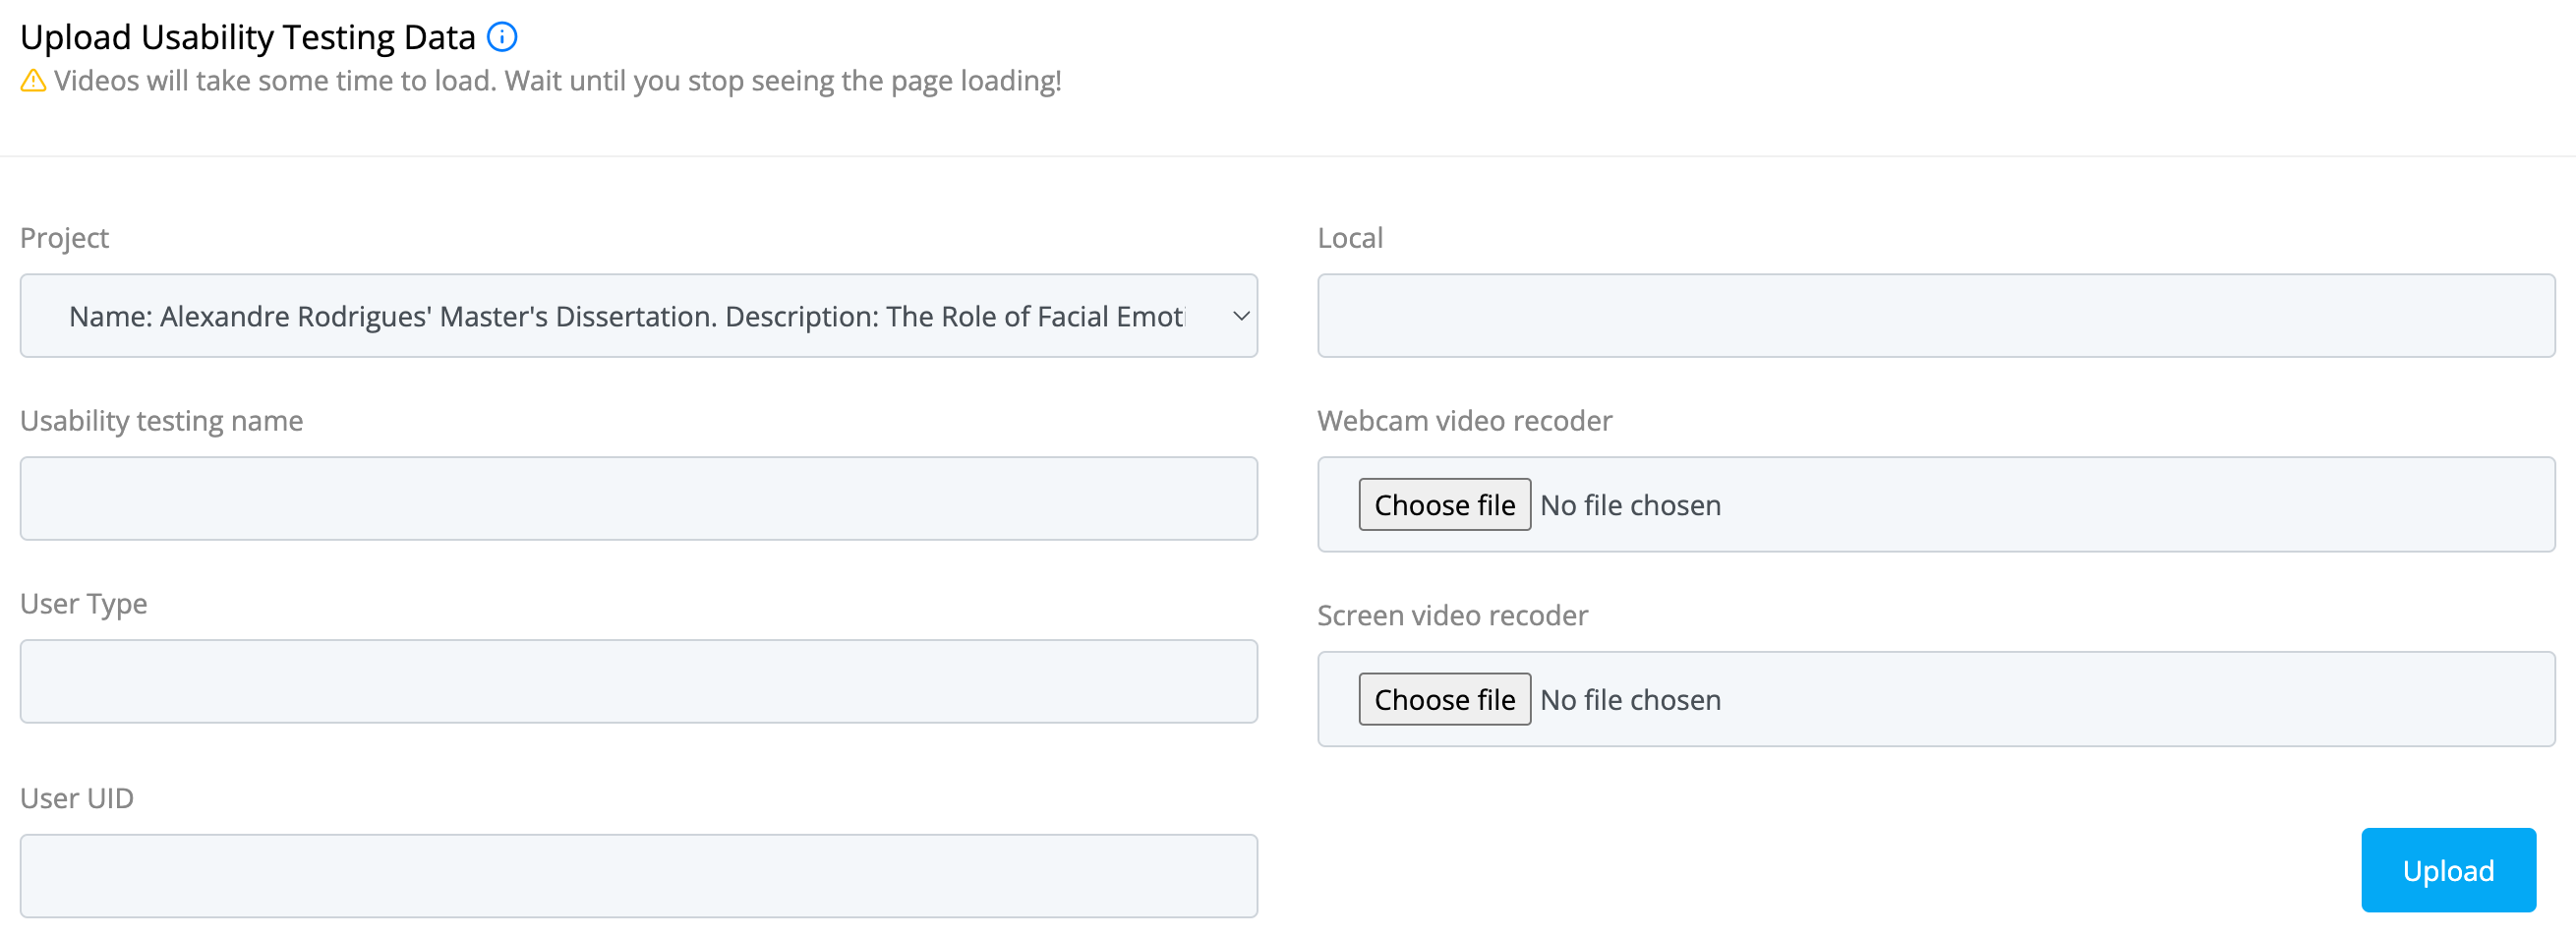 Upload Usability Testing Data
Videos will take some time to load. Wait until you stop seeing the page loading!
Project
Name: Alexandre Rodrigues' Master's Dissertation. Description: The Role of Facial Emoti
Usability testing name
User Type
User UID
Local
Webcam video recoder
Choose file No file chosen
Screen video recoder
Choose file No file chosen
Upload